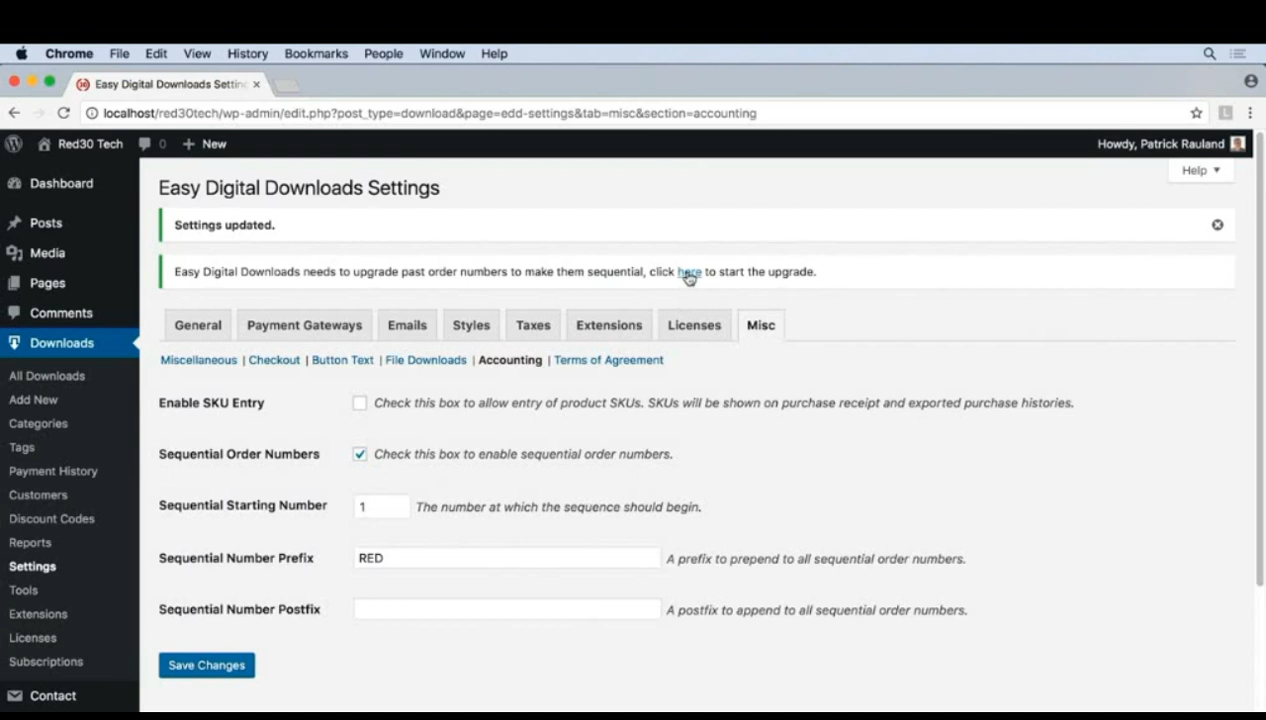 Chrome File Edit View History Bookmarks People Window Help
Easy Digital Downloads Setting
localhost/red30tech/wp-admin/edit.php?post_type=download&page=edd-settings&tab=misc&section=accounting
Red30 Tech 0 New Howdy, Patrick Rauland
Help
Dashboard
Posts
Media
Pages
Comments
Downloads
All Downloads
Add New
Categories
Tags
Payment History
Customers
Discount Codes
Reports
Settings
Tools
Extensions
Licenses
Subscriptions
Contact
Easy Digital Downloads Settings
Settings updated.
Easy Digital Downloads needs to upgrade past order numbers to make them sequential, click here to start the upgrade.
General Payment Gateways Emails Styles Taxes Extensions Licenses Misc
Miscellaneous | Checkout | Button Text | File Downloads | Accounting | Terms of Agreement
Enable SKU Entry Check this box to allow entry of product SKUs. SKUs will be shown on purchase receipt and exported purchase histories.
Sequential Order Numbers Check this box to enable sequential order numbers.
Sequential Starting Number 1 The number at which the sequence should begin.
Sequential Number Prefix RED A prefix to prepend to all sequential order numbers.
Sequential Number Postfix A postfix to append to all sequential order numbers.
Save Changes